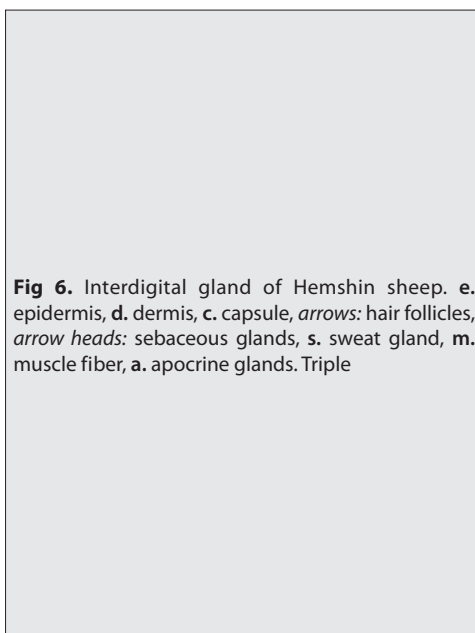 Fig 6. Interdigital gland of Hemshin sheep. e.
epidermis, d. dermis, c. capsule, arrows: hair follicles,
arrow heads: sebaceous glands, s. sweat gland, m.
muscle fiber, a. apocrine glands. Triple